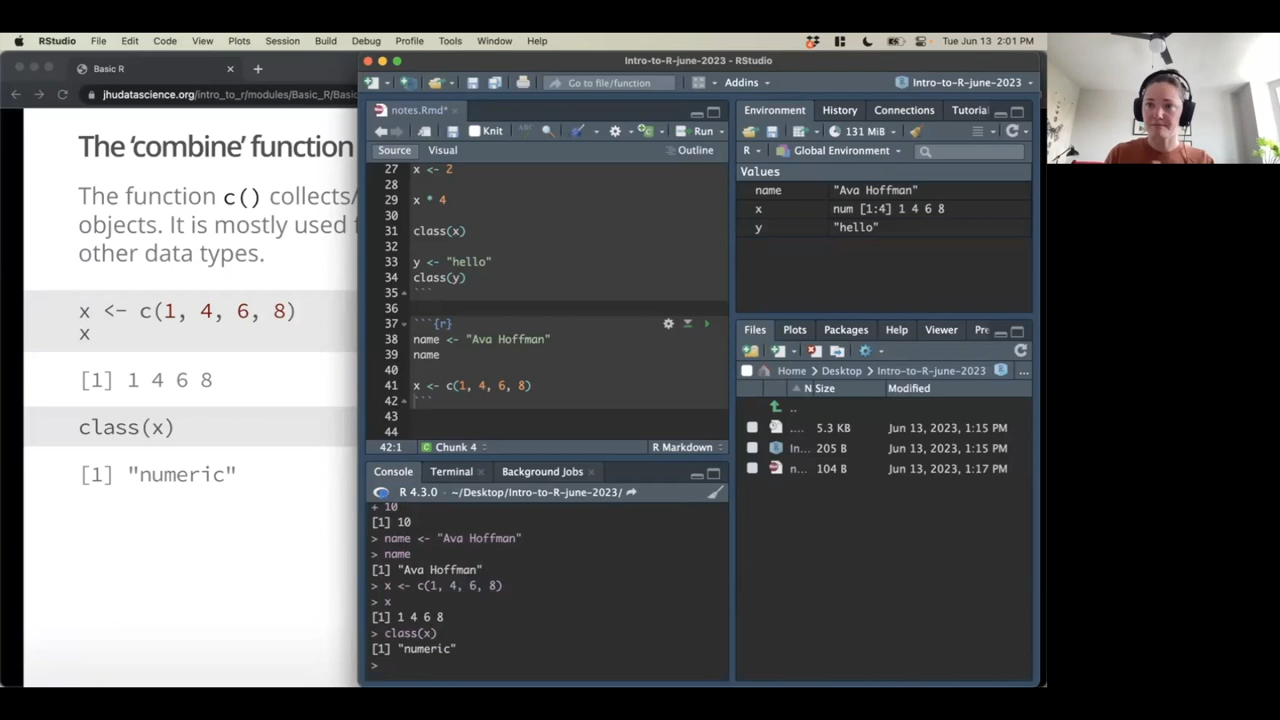 RStudio File Edit Code View Plots Session Build Debug Profile Tools Window Help Tue Jun 13 2:01 PM
Basic R
jhudatascience.org/intro_to_r/modules/Basic_R/Basi
The 'combine' function
The function c() collects/
objects. It is mostly used f
other data types.
x <- c(1, 4, 6, 8)
x
[1] 1 4 6 8
class(x)
[1] "numeric"
Intro-to-R-june-2023 - RStudio
Go to file/function Addins Intro-to-R-june-2023
notes.Rmd*
Knit ABC Run
Source Visual Outline
27 x <- 2
28
29 x * 4
30
31 class(x)
32
33 y <- "hello"
34 class(y)
35 ```
36
37 ```{r}
38 name <- "Ava Hoffman"
39 name
40
41 x <- c(1, 4, 6, 8)
42 ```
43
44
42:1 Chunk 4 R Markdown
Console Terminal Background Jobs
R 4.3.0 · ~/Desktop/Intro-to-R-june-2023/
+ 10
[1] 10
> name <- "Ava Hoffman"
> name
[1] "Ava Hoffman"
> x <- c(1, 4, 6, 8)
> x
[1] 1 4 6 8
> class(x)
[1] "numeric"
>
Environment History Connections Tutoria
131 MiB
R Global Environment
Values
name "Ava Hoffman"
x num [1:4] 1 4 6 8
y "hello"
Files Plots Packages Help Viewer Pre
Home Desktop Intro-to-R-june-2023 ...
N Size Modified
..
.... 5.3 KB Jun 13, 2023, 1:15 PM
In... 205 B Jun 13, 2023, 1:15 PM
n... 104 B Jun 13, 2023, 1:17 PM